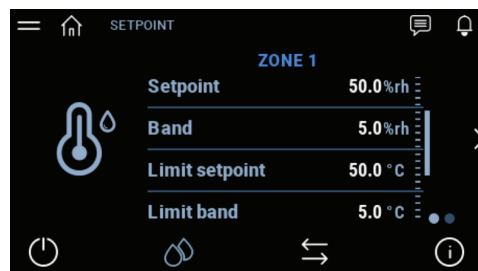 SETPOINT
ZONE 1
Setpoint 50.0%rh
Band 5.0%rh
Limit setpoint 50.0 °C
Limit band 5.0 °C